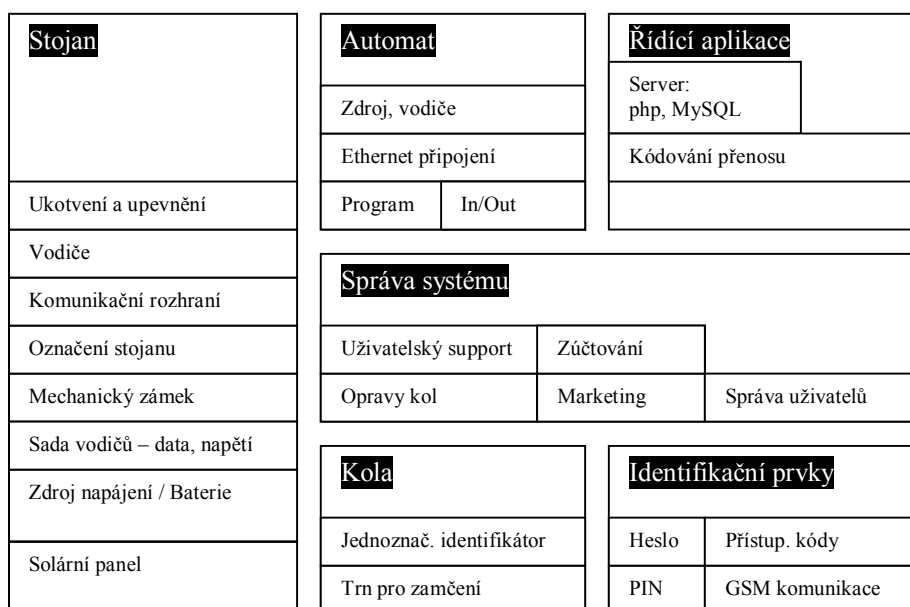 Stojan
Ukotvení a upevnění
Vodiče
Komunikační rozhraní
Označení stojanu
Mechanický zámek
Sada vodičů – data, napětí
Zdroj napájení / Baterie
Solární panel
Automat
Zdroj, vodiče
Ethernet připojení
Program
In/Out
Řídící aplikace
Server:
php, MySQL
Kódování přenosu
Správa systému
Uživatelský support
Zúčtování
Opravy kol
Marketing
Správa uživatelů
Kola
Jednoznač. identifikátor
Trn pro zamčení
Identifikační prvky
Heslo
Přístup. kódy
PIN
GSM komunikace